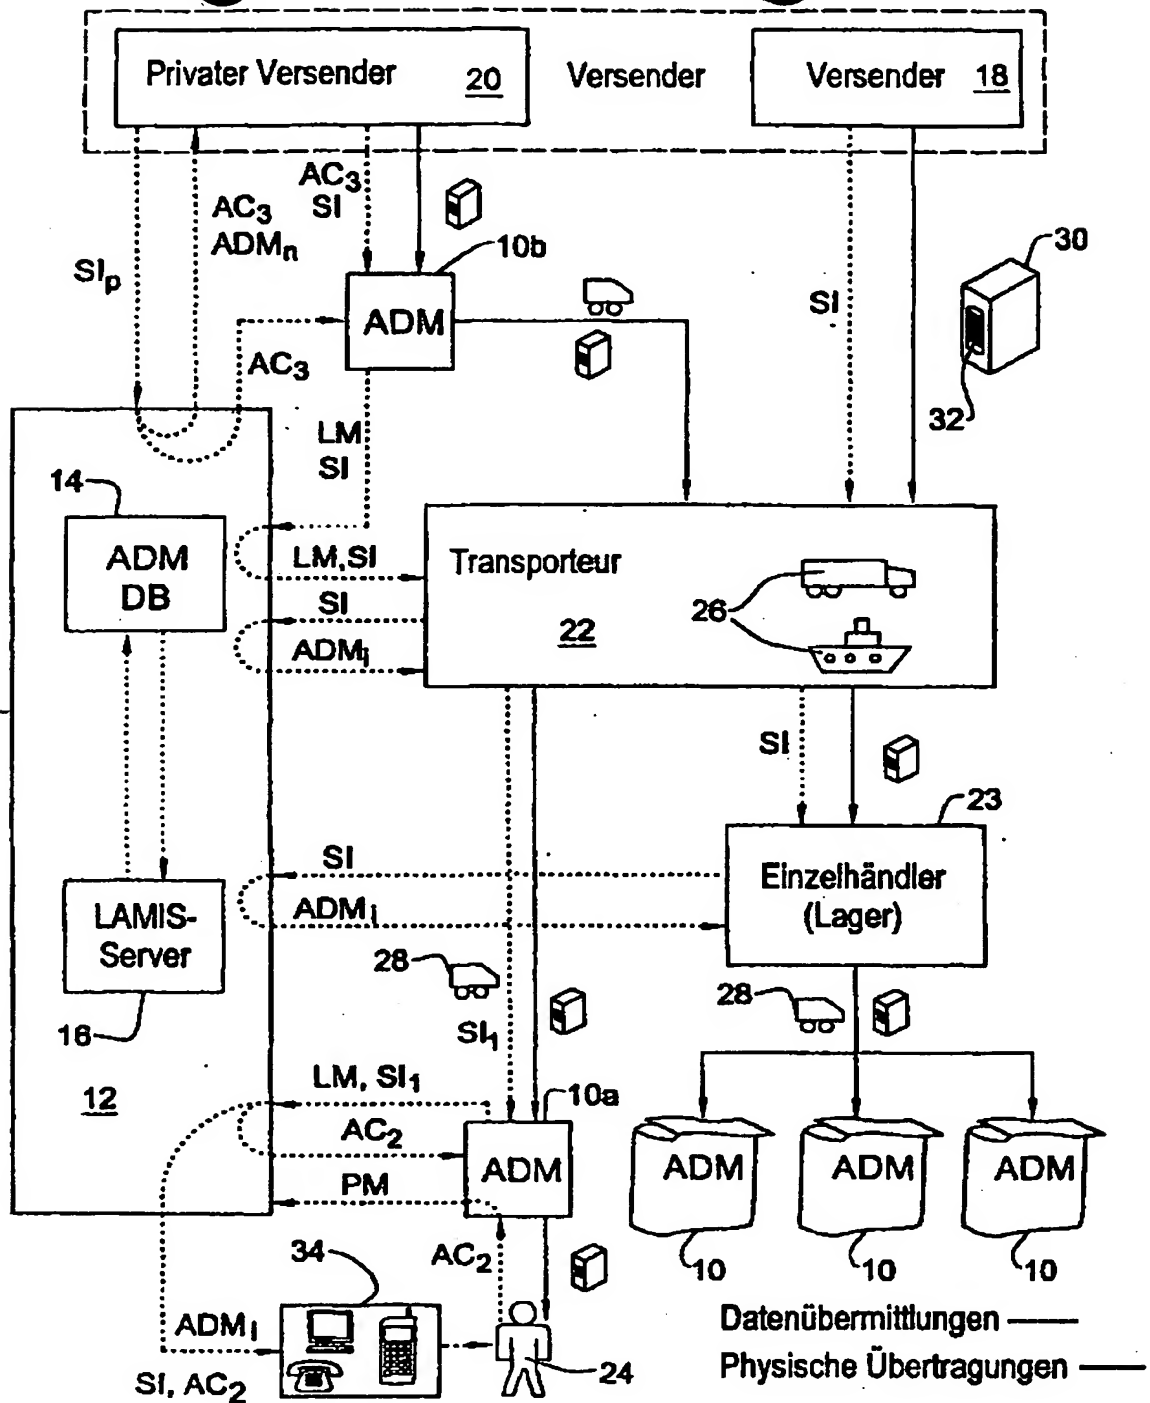 Privater Versender 20
Versender
Versender 18
AC3
SI
AC3
ADMn
SIp
10b
30
ADM
SI
AC3
32
LM
SI
14
ADM
DB
LM,SI
Transporteur
SI
26
22
ADMi
SI
23
SI
Einzelhändler
(Lager)
ADMi
LAMIS-
Server
28
28
16
SI1
LM, SI1
10a
12
AC2
ADM
ADM
ADM
ADM
PM
34
AC2
10
10
10
ADMi
Datenübermittlungen
24
Physische Übertragungen
SI, AC2